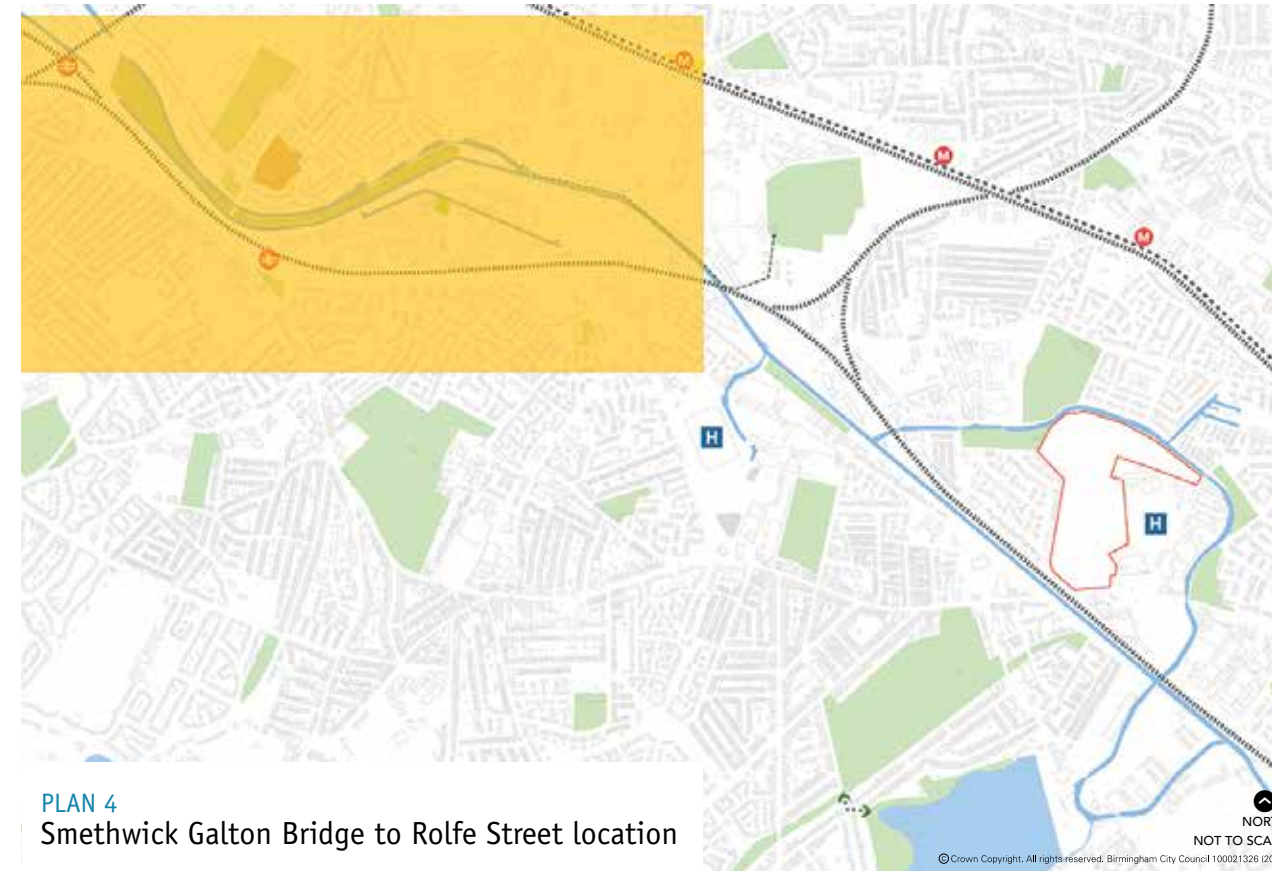 M
M
M
H
H
PLAN 4
Smethwick Galton Bridge to Rolfe Street location
NOT TO
© Crown Copyright. All rights reserved. Birmingham City Council 100021326